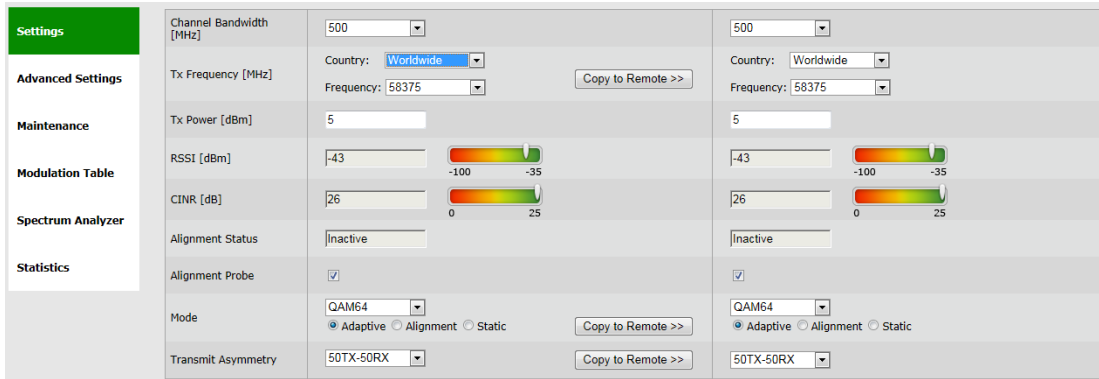 Settings
Advanced Settings
Maintenance
Modulation Table
Spectrum Analyzer
Statistics
Channel Bandwidth
[MHz]
500
500
Tx Frequency [MHz]
Country: Worldwide
Frequency: 58375
Copy to Remote >>
Country: Worldwide
Frequency: 58375
Tx Power [dBm]
5
5
RSSI [dBm]
-43
-100 -35
-43
-100 -35
CINR [dB]
26
0 25
26
0 25
Alignment Status
Inactive
Inactive
Alignment Probe
Mode
QAM64
Adaptive Alignment Static
Copy to Remote >>
QAM64
Adaptive Alignment Static
Transmit Asymmetry
50TX-50RX
Copy to Remote >>
50TX-50RX